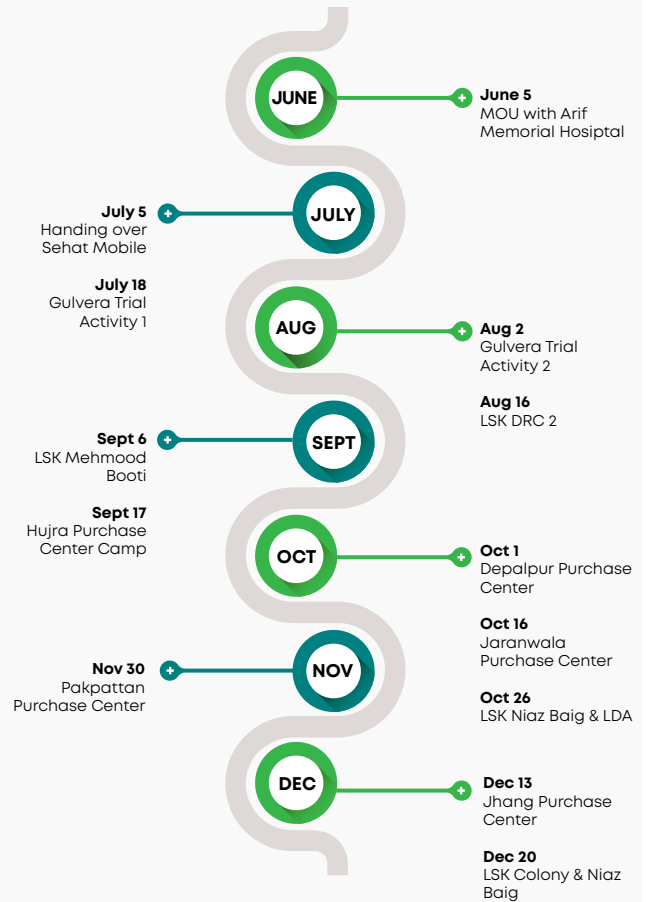 JUNE
June 5
MOU with Arif
Memorial Hosiptal
JULY
July 5
Handing over
Sehat Mobile
July 18
Gulvera Trial
Activity 1
AUG
Aug 2
Gulvera Trial
Activity 2
Aug 16
LSK DRC 2
SEPT
Sept 6
LSK Mehmood
Booti
Sept 17
Hujra Purchase
Center Camp
OCT
Oct 1
Depalpur Purchase
Center
Oct 16
Jaranwala
Purchase Center
Oct 26
LSK Niaz Baig & LDA
NOV
Nov 30
Pakpattan
Purchase Center
DEC
Dec 13
Jhang Purchase
Center
Dec 20
LSK Colony & Niaz
Baig